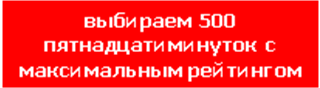 выбираем 500
пятнадцатиминуток с
максимальным рейтингом